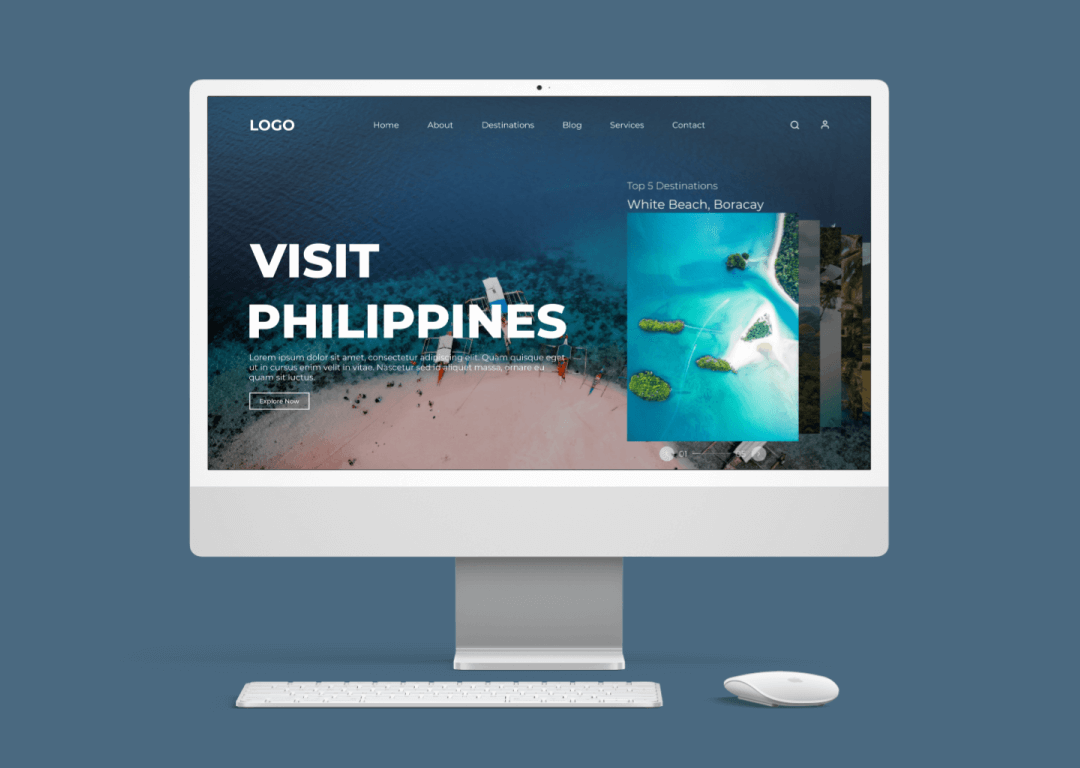 LOGO
Home About Destinations Blog Services Contact
Top 5 Destinations
White Beach, Boracay
VISIT
PHILIPPINES
Lorem ipsum dolor sit amet, consectetur adipiscing elit. Quam quisque eget
ut in cursus enim velit in vitae. Nascetur sed id aliquet massa, ornare eu
quam sit luctus.
Explore Now
01